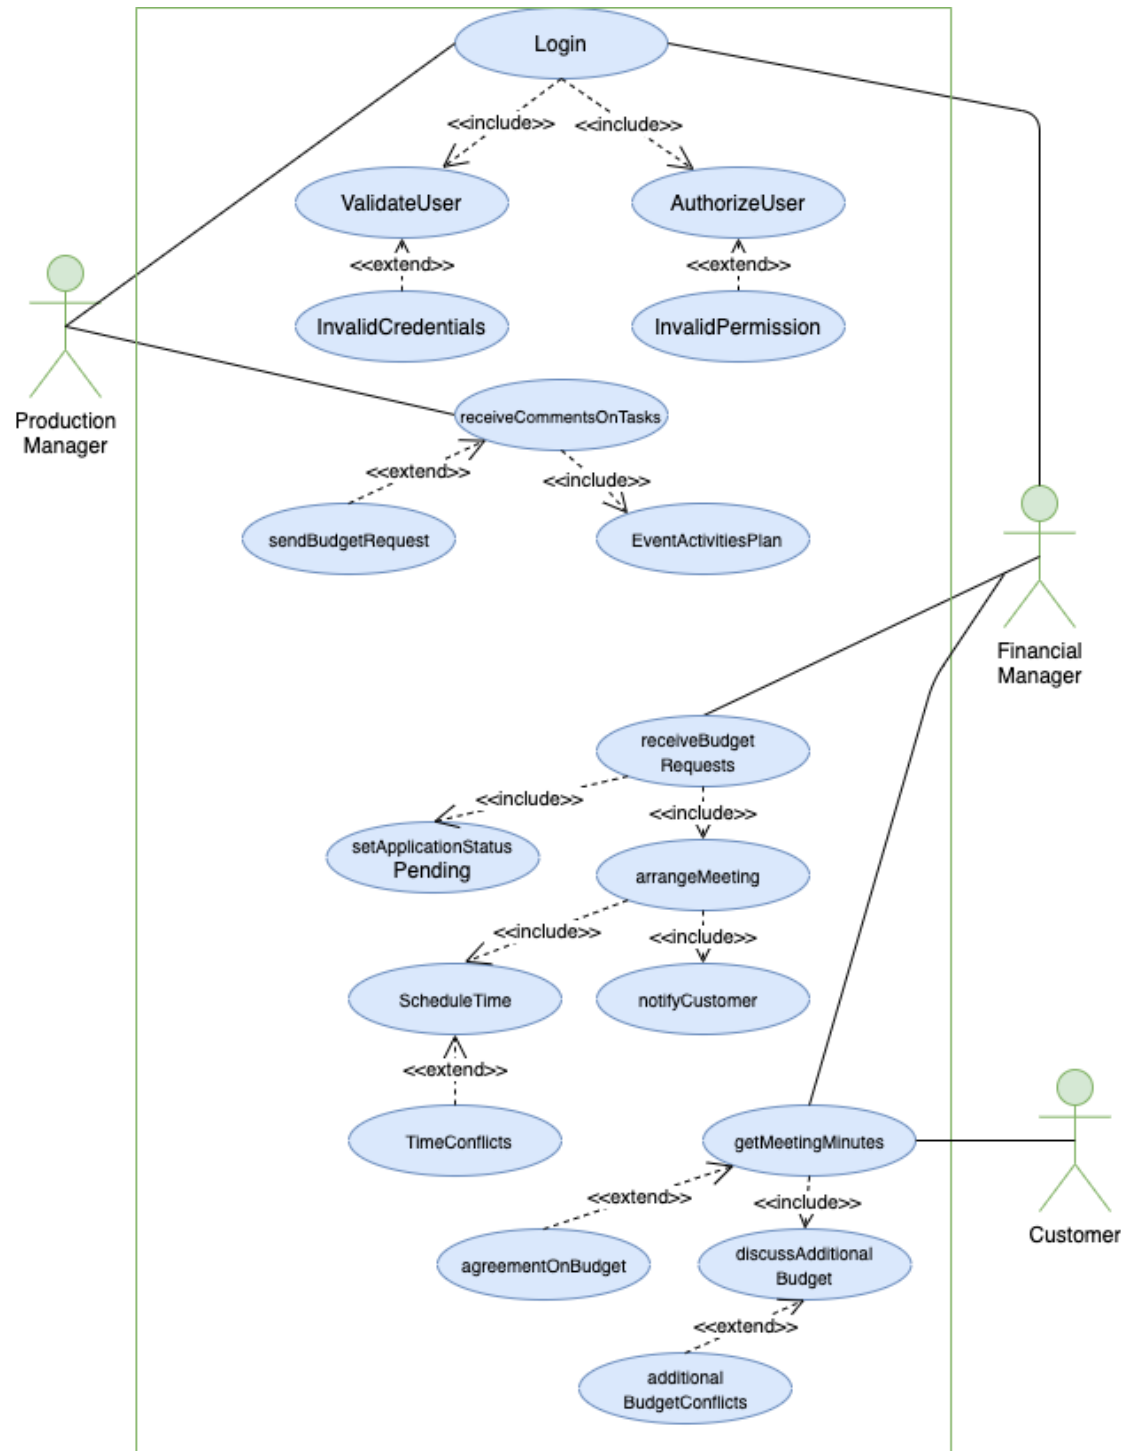 Login
<<include>>
<<include>>
ValidateUser
AuthorizeUser
<<extend>>
<<extend>>
InvalidCredentials
InvalidPermission
Production
Manager
receiveCommentsOnTasks
<<extend>>
<<include>>
sendBudgetRequest
EventActivitiesPlan
Financial
Manager
receiveBudget
Requests
<<include>>
<<include>>
setApplicationStatus
Pending
arrangeMeeting
<<include>>
<<include>>
ScheduleTime
notifyCustomer
<<extend>>
TimeConflicts
getMeetingMinutes
<<extend>>
<<include>>
Customer
agreementOnBudget
discussAdditional
Budget
<<extend>>
additional
BudgetConflicts